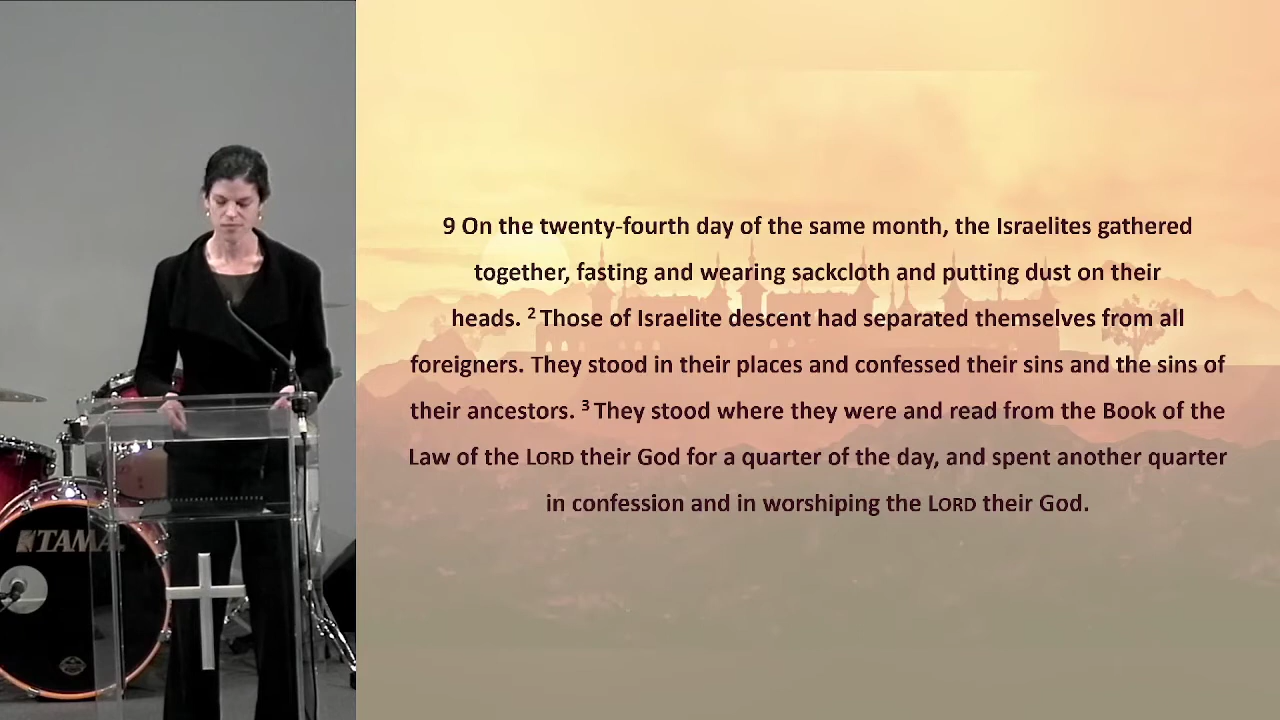 9 On the twenty-fourth day of the same month, the Israelites gathered
together, fasting and wearing sackcloth and putting dust on their
heads. ² Those of Israelite descent had separated themselves from all
foreigners. They stood in their places and confessed their sins and the sins of
their ancestors. ³ They stood where they were and read from the Book of the
Law of the LORD their God for a quarter of the day, and spent another quarter
in confession and in worshiping the LORD their God.
TAMA